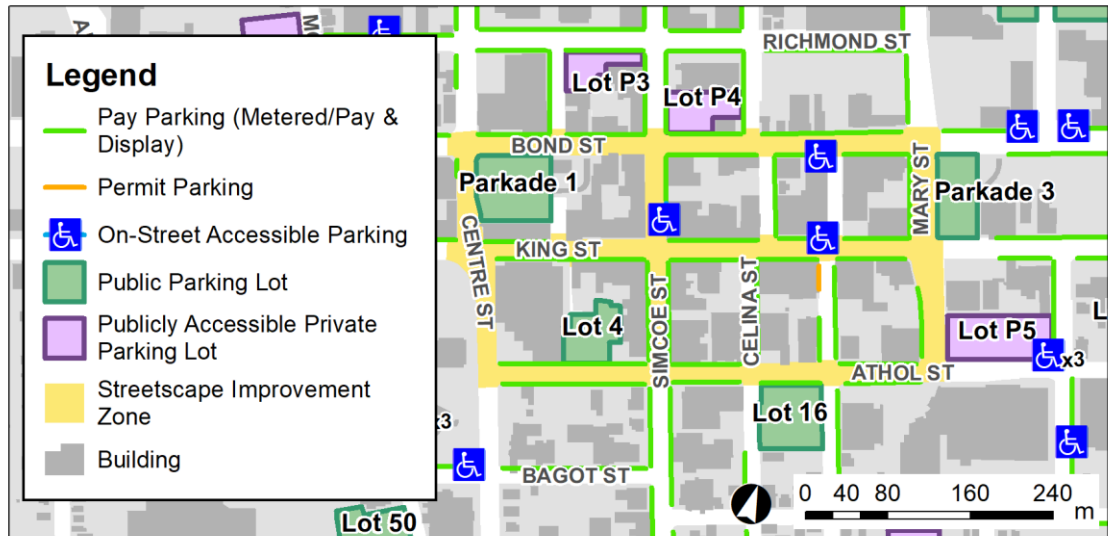 RICHMOND ST
Legend
Lot P3
Lot P4
Pay Parking (Metered/Pay &
Display)
BOND ST
MARY ST
Permit Parking
Parkade 1
Parkade 3
On-Street Accessible Parking
CENTRE ST
KING ST
Public Parking Lot
SIMCOE ST
CELINA ST
Lot 4
Lot P5
Publicly Accessible Private
Parking Lot
x3
ATHOL ST
Streetscape Improvement
Zone
Lot 16
x3
Building
BAGOT ST
0 40 80 160 240
m
Lot 50